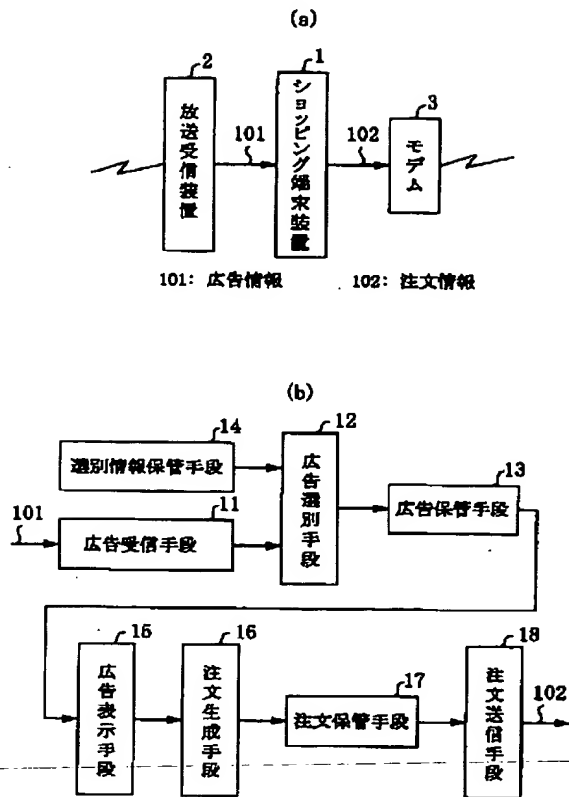 (a)
2
放送受信装置
101
1
ショッピング端末装置
102
3
モデム
101: 広告情報
102: 注文情報
(b)
14
選別情報保管手段
12
広告選別手段
13
広告保管手段
101
11
広告受信手段
15
広告表示手段
16
注文生成手段
17
注文保管手段
18
注文送信手段
102